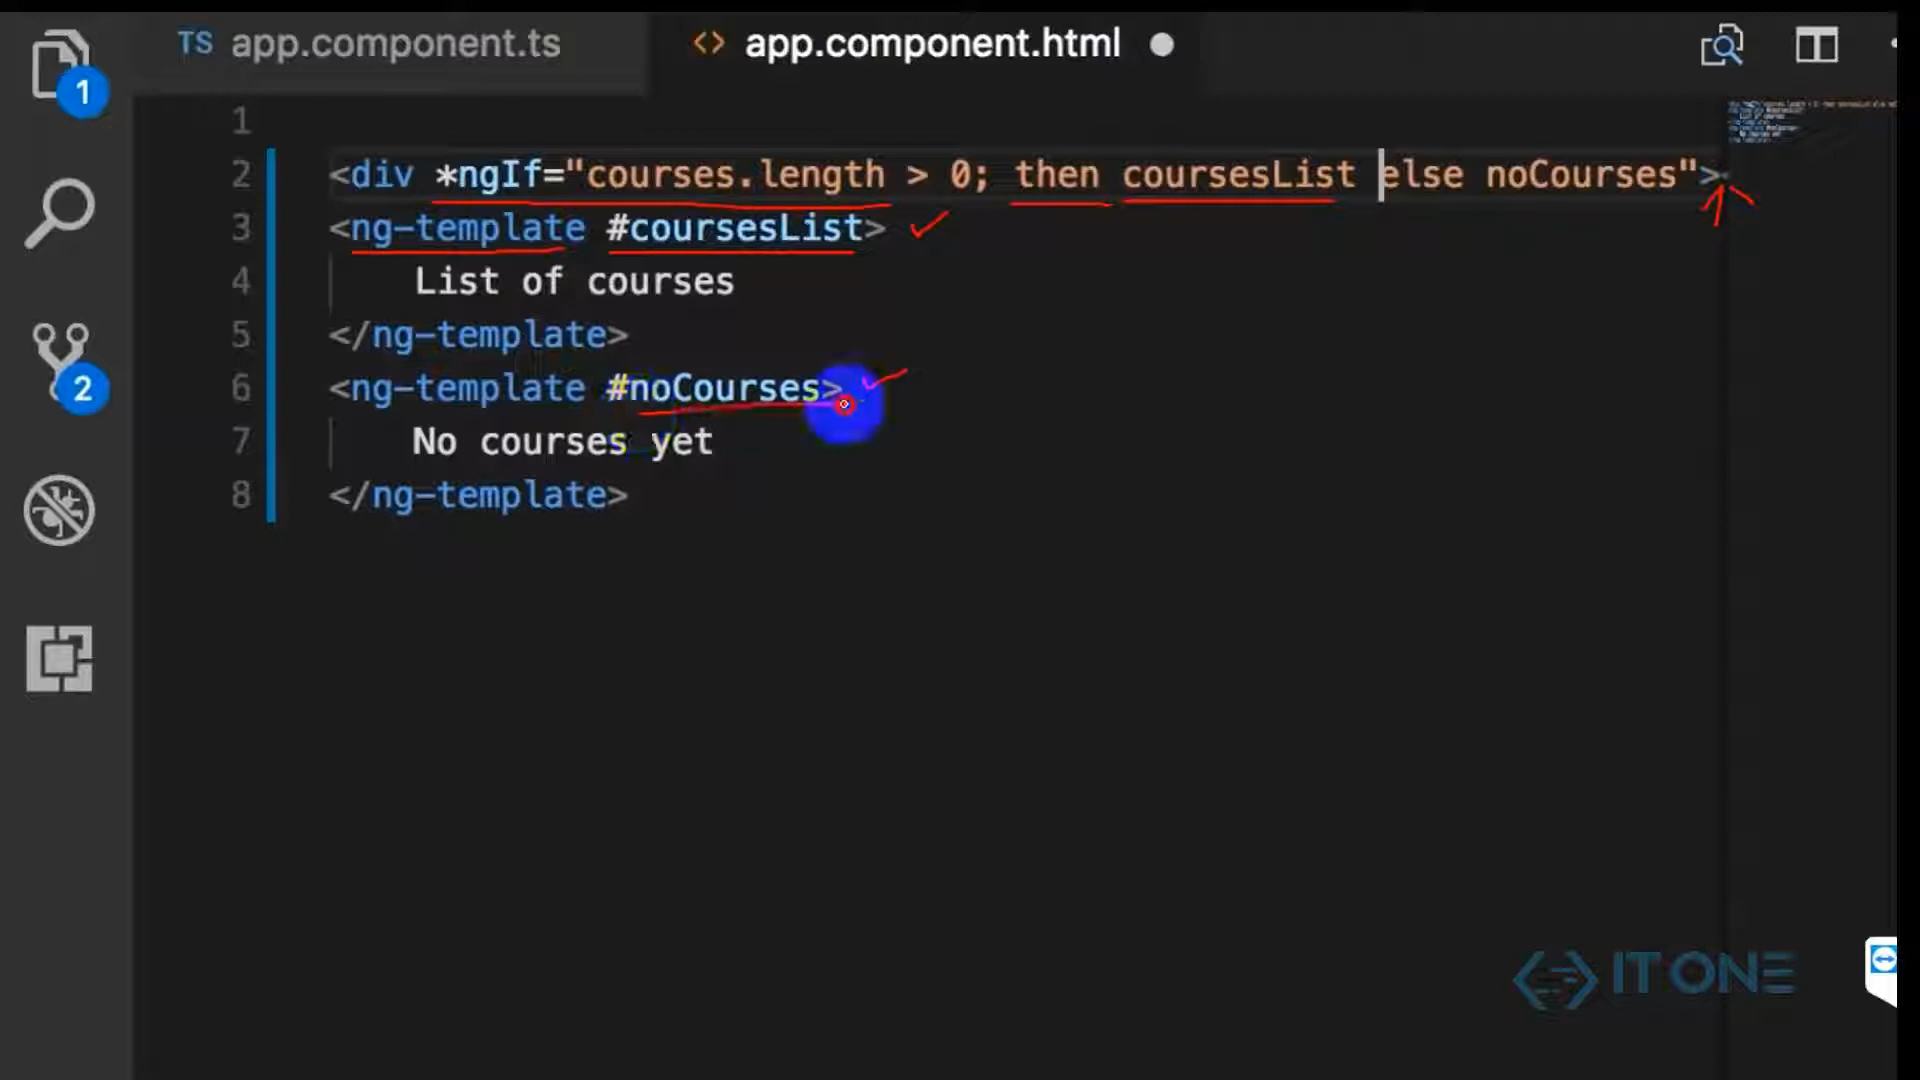 TS app.component.ts <> app.component.html
1
1
2 <div *ngIf="courses.length > 0; then coursesList else noCourses">
3 <ng-template #coursesList>
4 List of courses
5 </ng-template>
6 <ng-template #noCourses>
7 No courses yet
8 </ng-template>
2
IT ONE